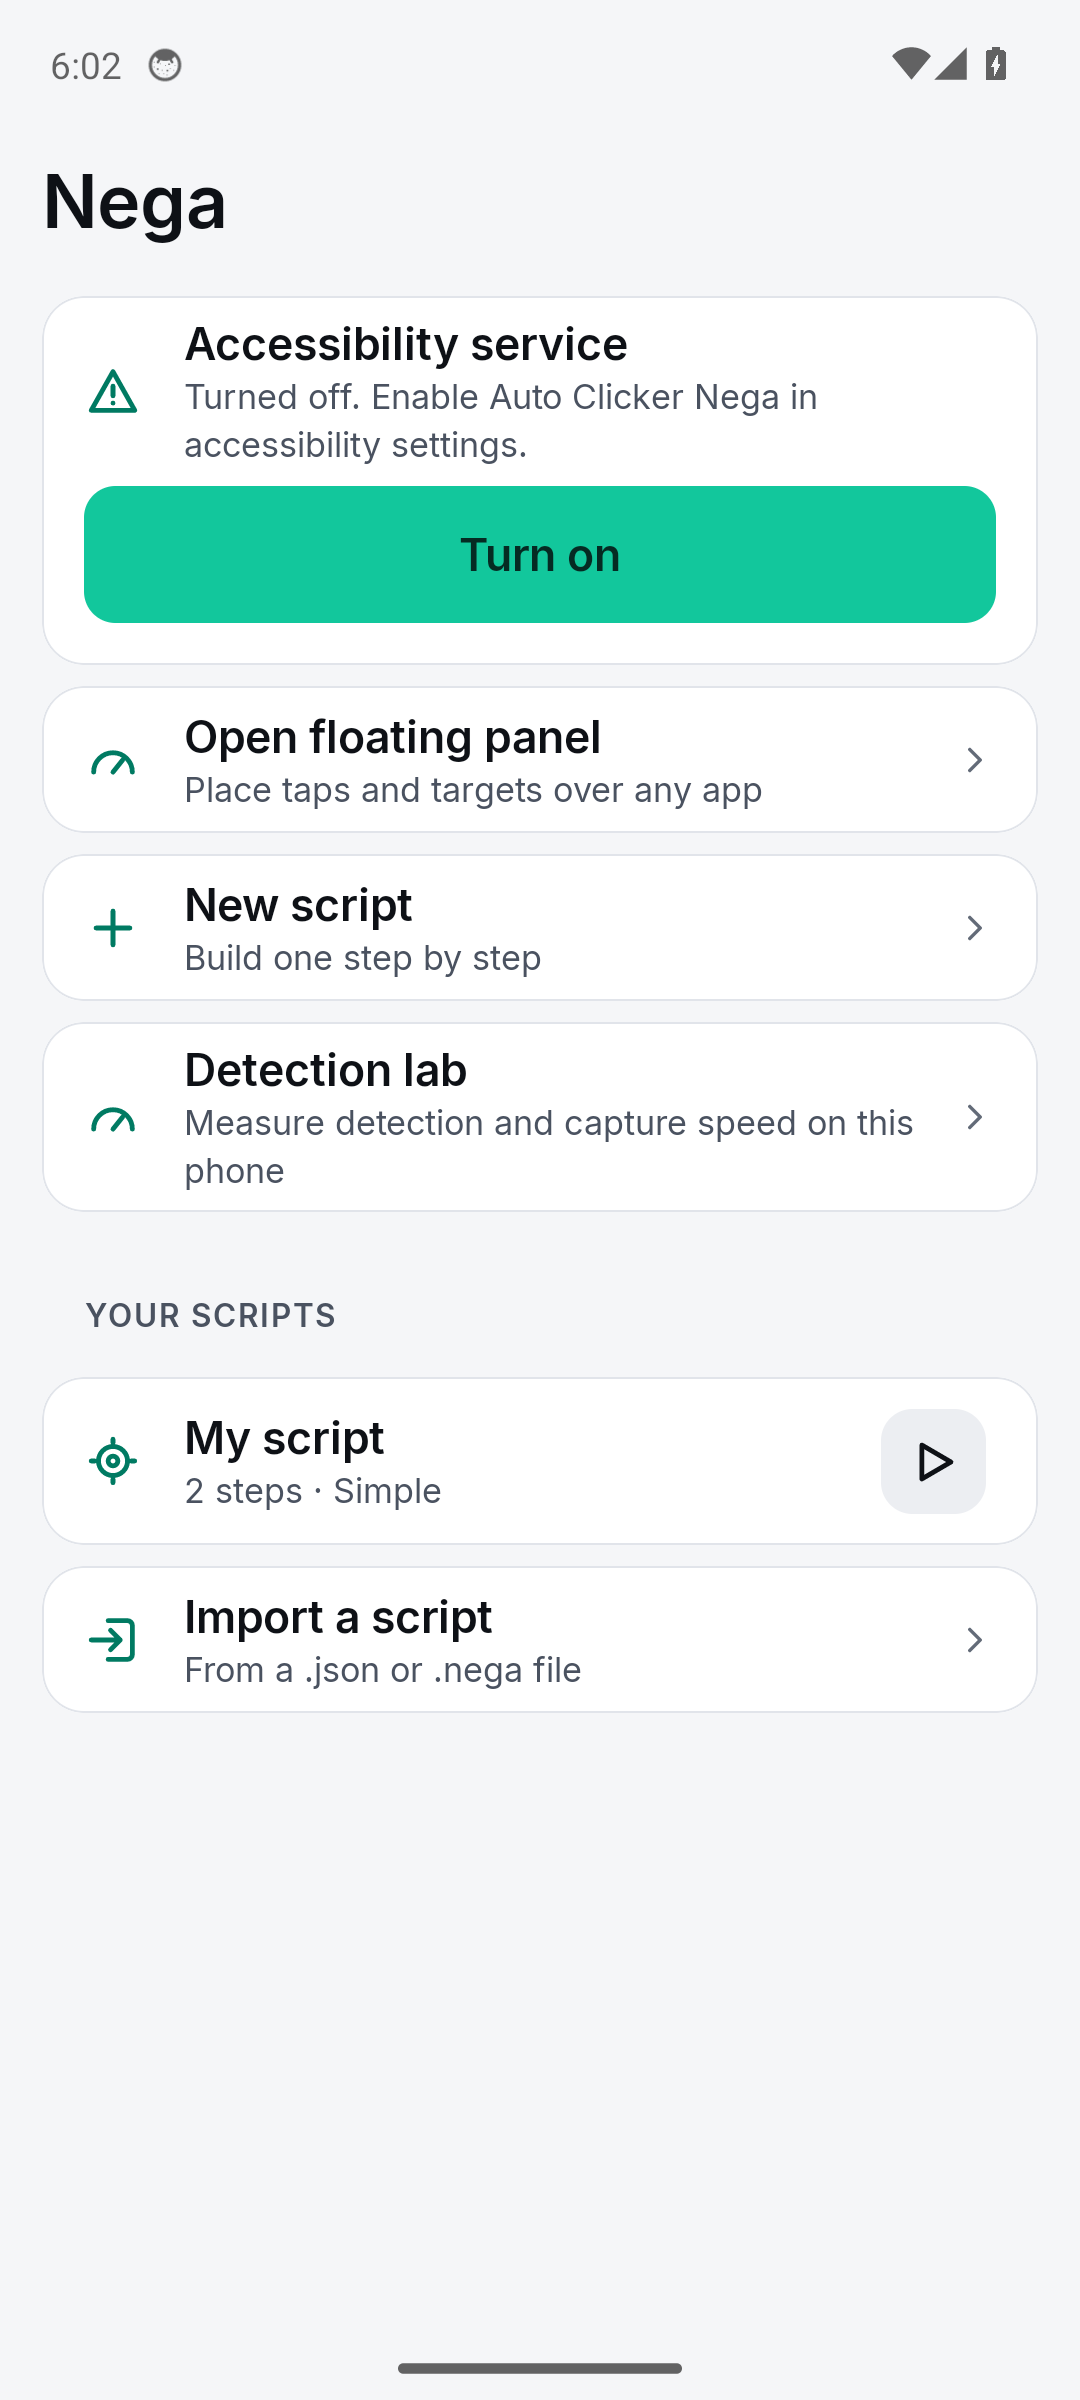 6:02
Nega
Accessibility service
Turned off. Enable Auto Clicker Nega in
accessibility settings.
Turn on
Open floating panel
Place taps and targets over any app
New script
Build one step by step
Detection lab
Measure detection and capture speed on this
phone
YOUR SCRIPTS
My script
2 steps · Simple
Import a script
From a .json or .nega file